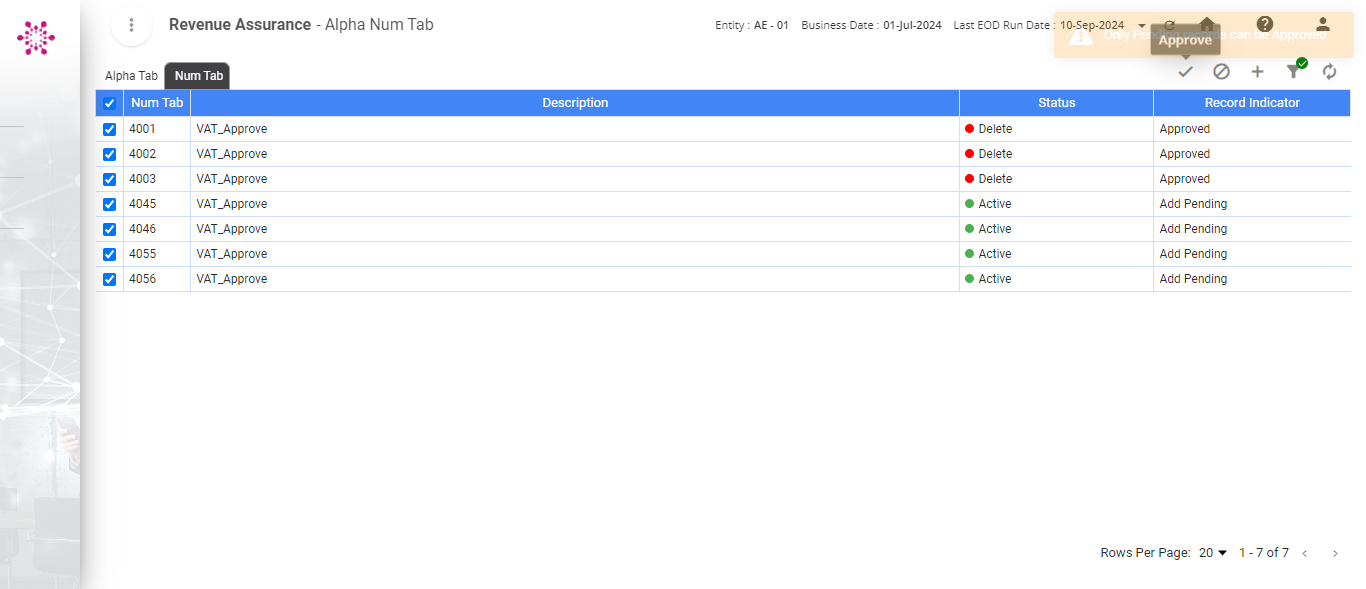 Revenue Assurance - Alpha Num Tab
Entity : AE - 01 Business Date : 01-Jul-2024 Last EOD Run Date : 10-Sep-2024
Only Pending records can be Approved
Approve
Alpha Tab Num Tab
Num Tab Description Status Record Indicator
4001 VAT_Approve Delete Approved
4002 VAT_Approve Delete Approved
4003 VAT_Approve Delete Approved
4045 VAT_Approve Active Add Pending
4046 VAT_Approve Active Add Pending
4055 VAT_Approve Active Add Pending
4056 VAT_Approve Active Add Pending
Rows Per Page: 20 1 - 7 of 7